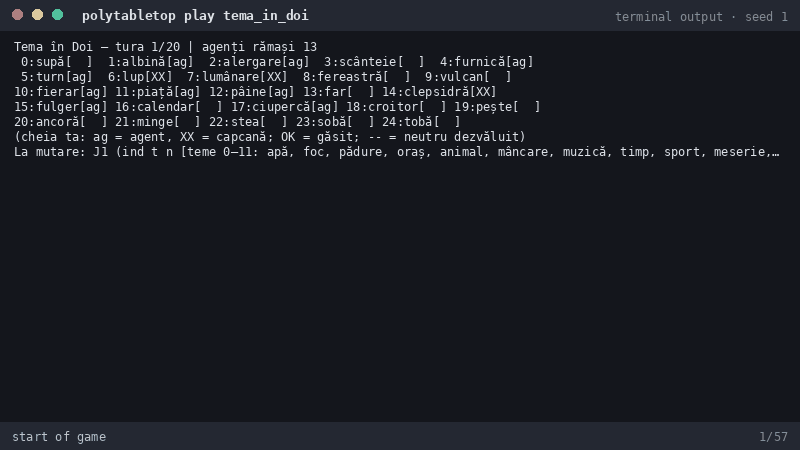 polytabletop play tema_in_doi
terminal output · seed 1
Tema în Doi — tura 1/20 | agenți rămași 13
0:supă[  ]  1:albină[ag]  2:alergare[ag]  3:scânteie[  ]  4:furnică[ag]
5:turn[ag]  6:lup[XX]  7:lumânare[XX]  8:fereastră[  ]  9:vulcan[  ]
10:fierar[ag] 11:piață[ag] 12:pâine[ag] 13:far[  ] 14:clepsidră[XX]
15:fulger[ag] 16:calendar[  ] 17:ciupercă[ag] 18:croitor[  ] 19:pește[  ]
20:ancoră[  ] 21:minge[  ] 22:stea[  ] 23:sobă[  ] 24:tobă[  ]
(cheia ta: ag = agent, XX = capcană; OK = găsit; -- = neutru dezvăluit)
La mutare: J1 (ind t n [teme 0–11: apă, foc, pădure, oraș, animal, mâncare, muzică, timp, sport, meserie,…
start of game
1/57